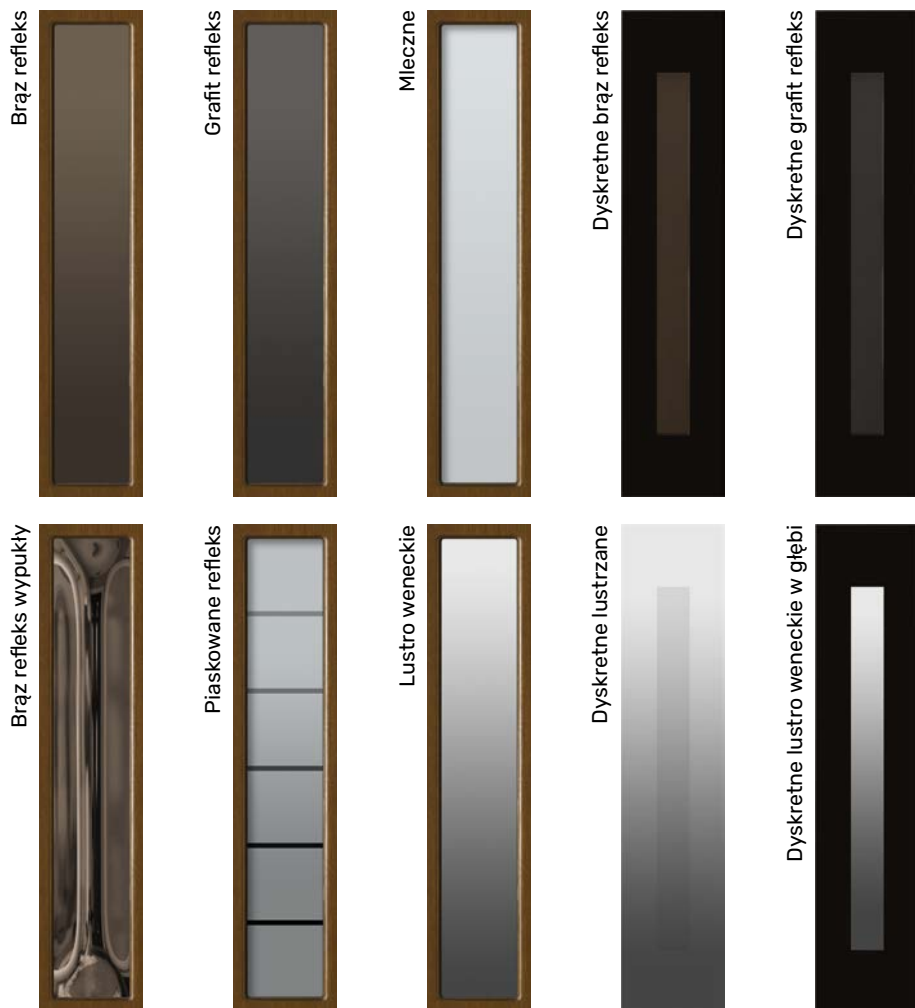 Brąz refleks
Grafit refleks
Mleczne
Dyskretne brąz refleks
Dyskretne grafit refleks
Brąz refleks wypukły
Piaskowane refleks
Lustro weneckie
Dyskretne lustrzane
Dyskretne lustro weneckie w głębi